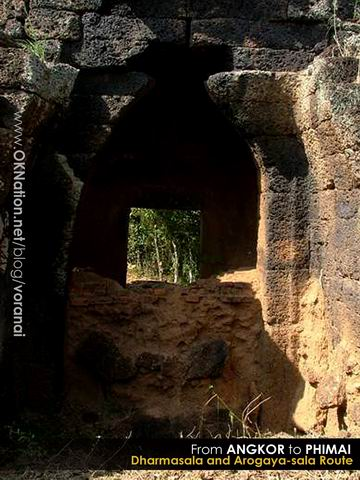 www.OKNation.net/blog/voranai
From ANGKOR to PHIMAI
Dharmasala and Arogaya-sala Route